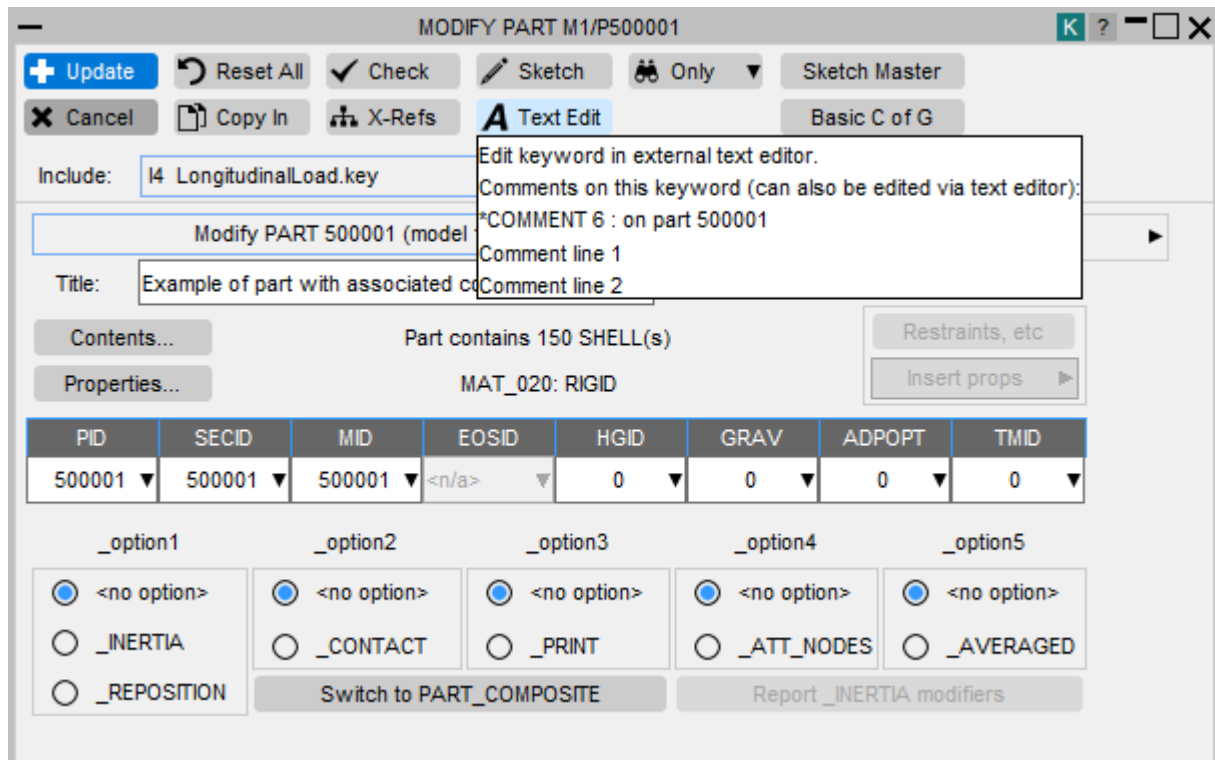 MODIFY PART M1/P500001 K ?
Update Reset All Check Sketch Only Sketch Master
Cancel Copy In X-Refs A Text Edit Basic C of G
Edit keyword in external text editor.
Include: I4 LongitudinalLoad.key
Comments on this keyword (can also be edited via text editor):
*COMMENT 6 : on part 500001
Modify PART 500001 (model
Comment line 1
Title: Example of part with associated co
Comment line 2
Contents... Part contains 150 SHELL(s) Restraints, etc
Properties... MAT_020: RIGID Insert props
PID SECID MID EOSID HGID GRAV ADPOPT TMID
500001 500001 500001 <n/a> 0 0 0 0
_option1 _option2 _option3 _option4 _option5
<no option> <no option> <no option> <no option> <no option>
_INERTIA _CONTACT _PRINT _ATT_NODES _AVERAGED
_REPOSITION Switch to PART_COMPOSITE Report _INERTIA modifiers